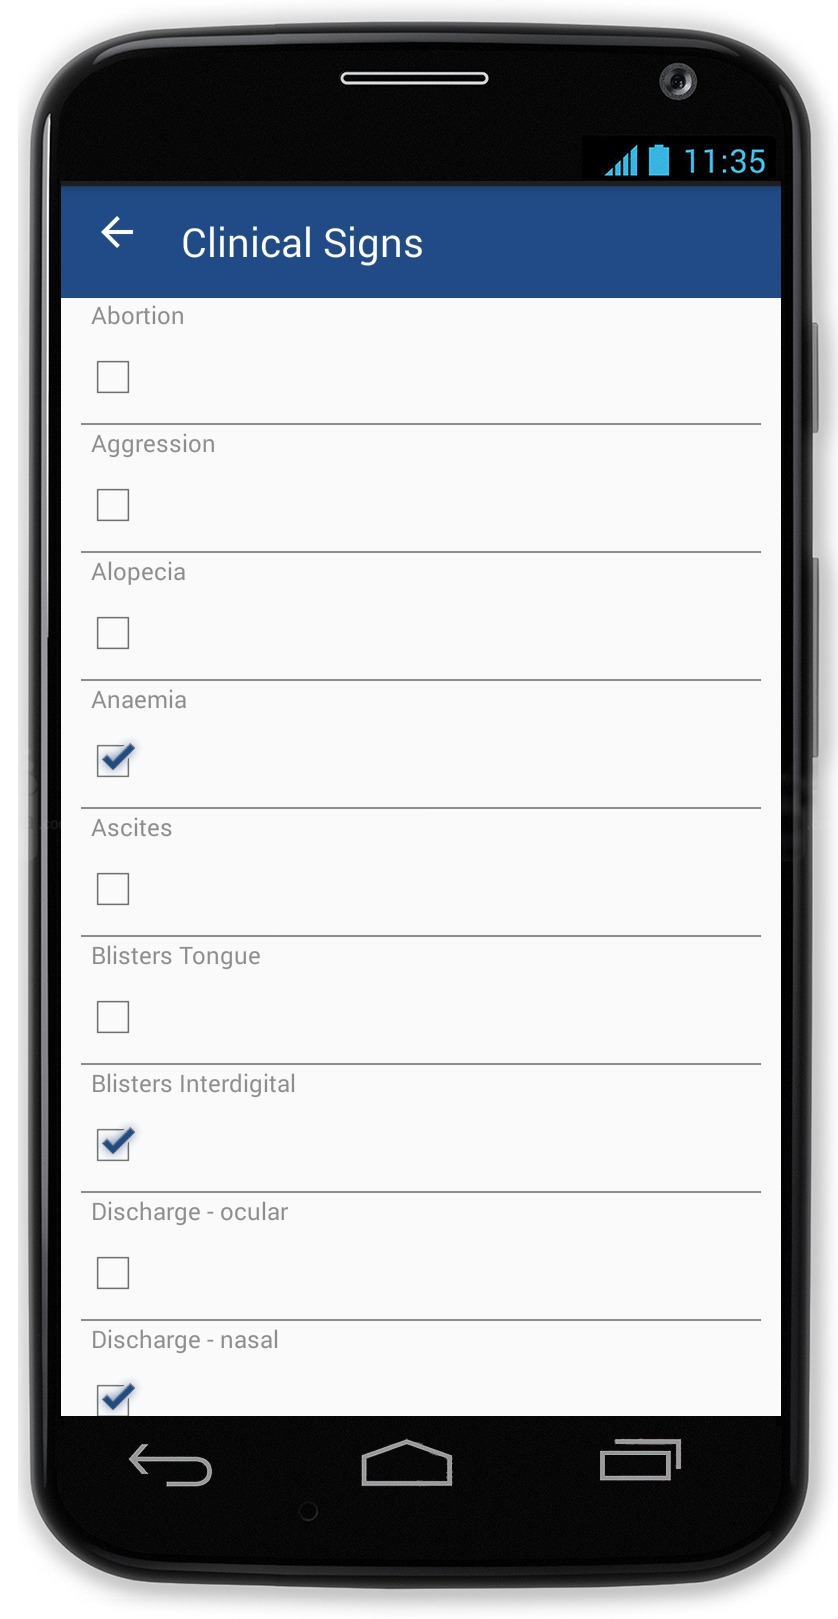 11:35
Clinical Signs
Abortion
Aggression
Alopecia
Anaemia
Ascites
Blisters Tongue
Blisters Interdigital
Discharge - ocular
Discharge - nasal